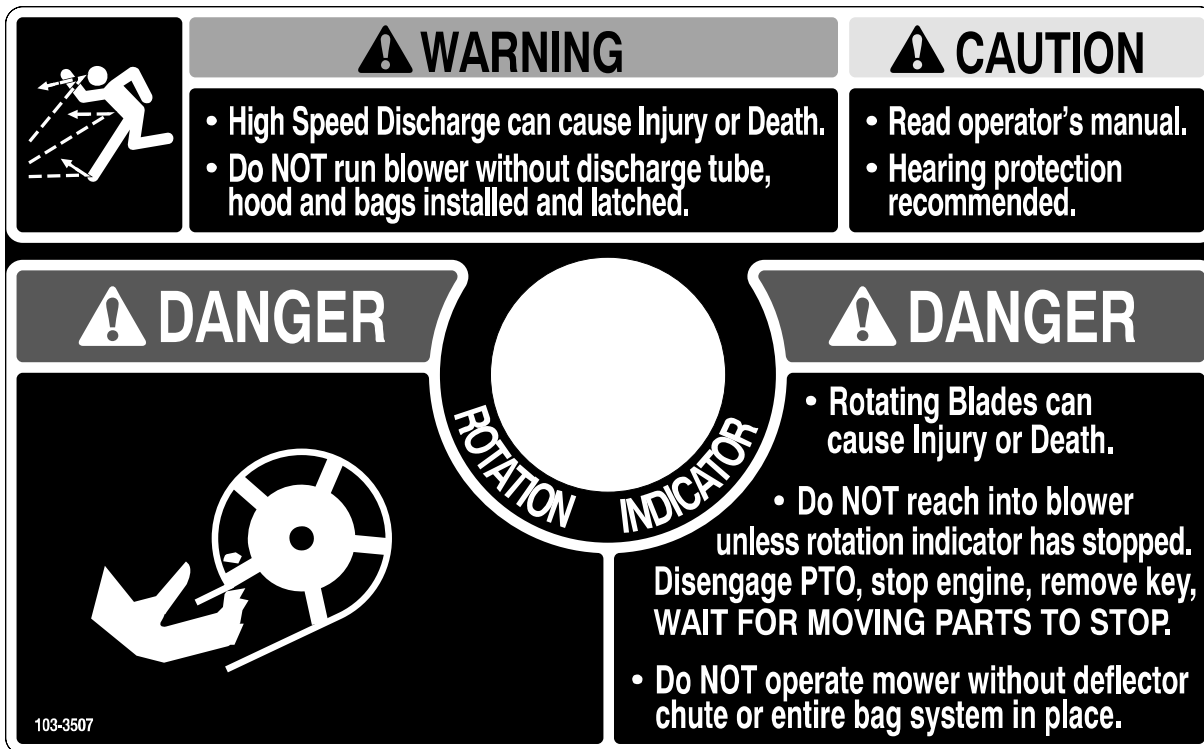 WARNING
• High Speed Discharge can cause Injury or Death.
• Do NOT run blower without discharge tube,
hood and bags installed and latched.
CAUTION
• Read operator's manual.
• Hearing protection
recommended.
DANGER
103-3507
ROTATION INDICATOR
DANGER
• Rotating Blades can
cause Injury or Death.
• Do NOT reach into blower
unless rotation indicator has stopped.
Disengage PTO, stop engine, remove key,
WAIT FOR MOVING PARTS TO STOP.
• Do NOT operate mower without deflector
chute or entire bag system in place.